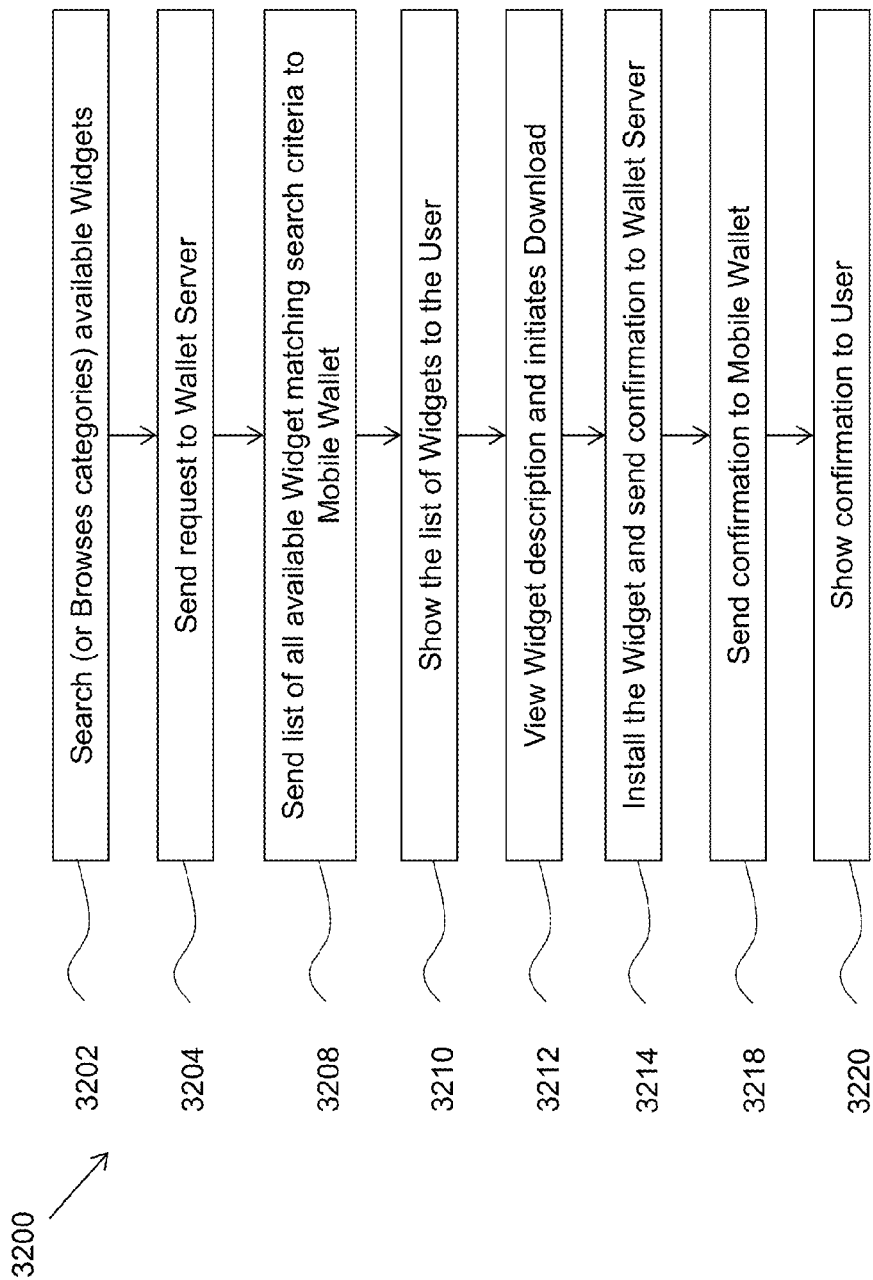 3200
3202
Search (or Browses categories) available Widgets
3204
Send request to Wallet Server
3208
Send list of all available Widget matching search criteria to
Mobile Wallet
3210
Show the list of Widgets to the User
3212
View Widget description and initiates Download
3214
Install the Widget and send confirmation to Wallet Server
3218
Send confirmation to Mobile Wallet
3220
Show confirmation to User